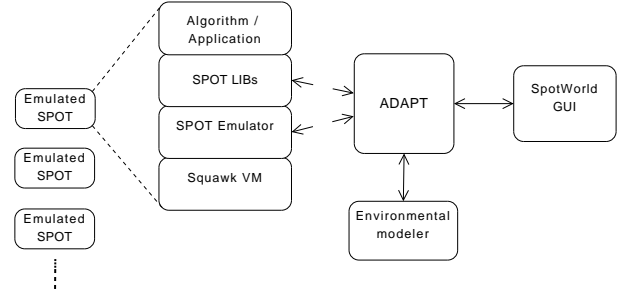 Algorithm /
Application
SPOT LIBs
SPOT Emulator
Squawk VM
Emulated
SPOT
Emulated
SPOT
Emulated
SPOT
ADAPT
SpotWorld
GUI
Environmental
modeler